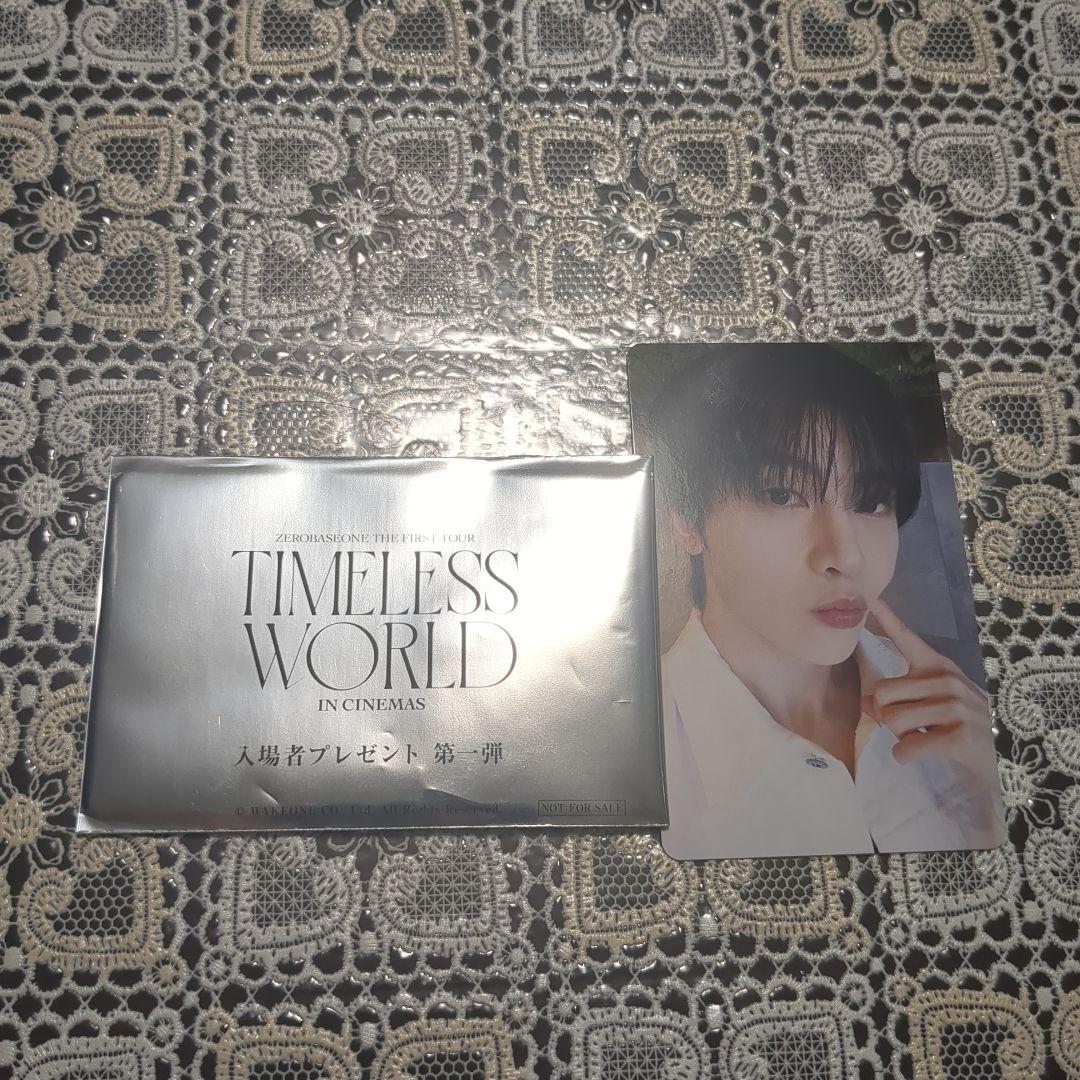 ZEROBASEONE THE FIRST TOUR
TIMELESS
WORLD
IN CINEMAS
入場者プレゼント 第一弾
© WAKEONE CO., Ltd. All Rights Reserved.
NOT FOR SALE